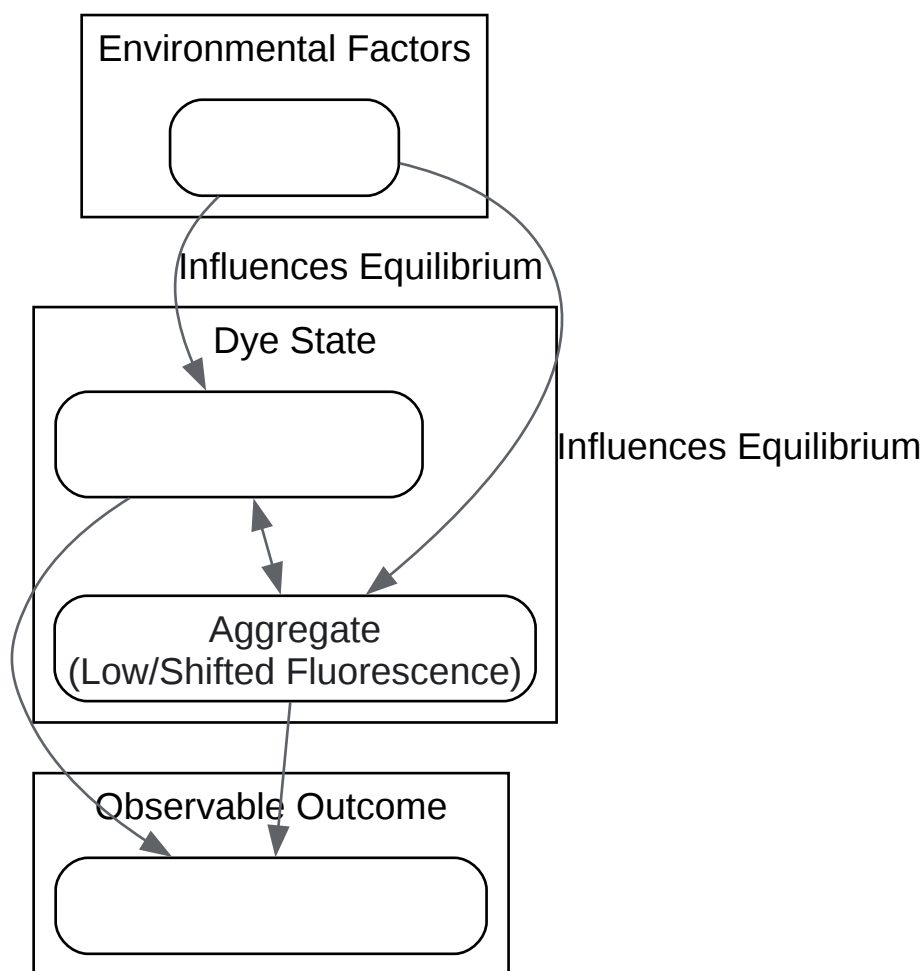 Environmental Factors
Influences Equilibrium
Dye State
Influences Equilibrium
Aggregate
(Low/Shifted Fluorescence)
Observable Outcome